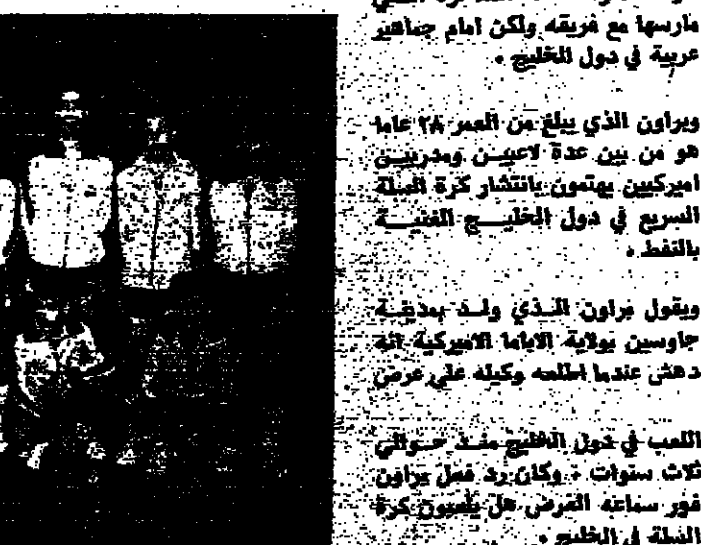 مارسها مع فريقه ولكن امام جماهير
عربية في دول الخليج .
وبراون الذي يبلغ من العمر ٢٨ عاما
هو من بين عدة لاعبين ومدربين
اميركيين يهتمون بانتشار كرة السلة
السريع في دول الخليج الغنية
بالنفط .
ويقول براون الذي ولد بمدينة
جاوسين بولاية الاباما الاميركية انه
دهش عندما اطلعه وكيله على عرض
اللعب في دول الخليج منذ حوالي
ثلاث سنوات . وكان رد فعل براون
فور سماعه العرض هل يلعبون كرة
السلة في الخليج .